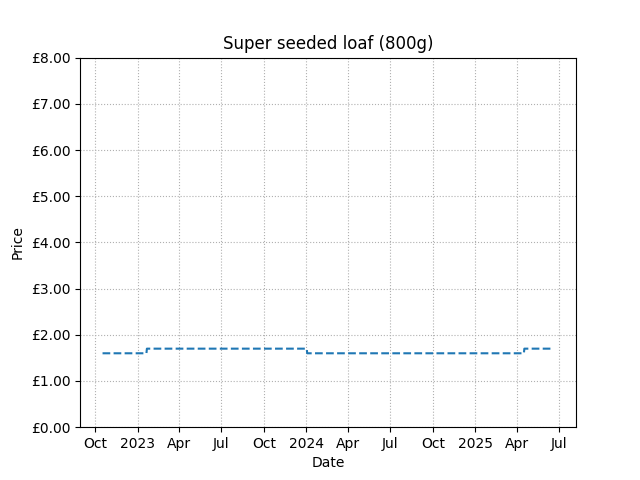 Super seeded loaf (800g)
£8.00
£7.00
£6.00
£5.00
£4.00
£3.00
£2.00
£1.00
£0.00
Price
Oct 2023 Apr Jul Oct 2024 Apr Jul Oct 2025 Apr Jul
Date